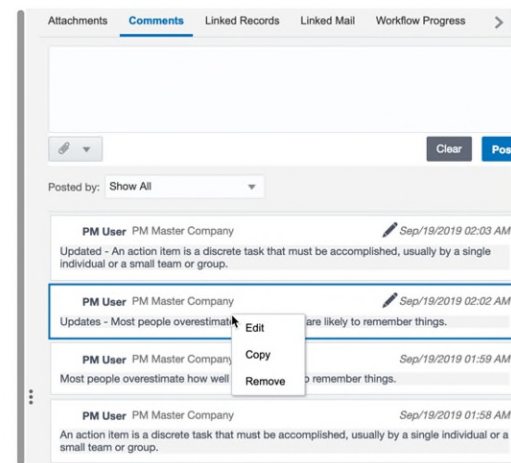 Attachments Comments Linked Records Linked Mail Workflow Progress
Clear Pos
Posted by: Show All
PM User PM Master Company Sep/19/2019 02:03 AM
Updated - An action item is a discrete task that must be accomplished, usually by a single
individual or a small team or group.
PM User PM Master Company Sep/19/2019 02:02 AM
Updates - Most people overestimate are likely to remember things.
Edit
Copy
Remove
PM User PM Master Company Sep/19/2019 01:59 AM
Most people overestimate how well o remember things.
PM User PM Master Company Sep/19/2019 01:58 AM
An action item is a discrete task that must be accomplished, usually by a single individual or a
small team or group.